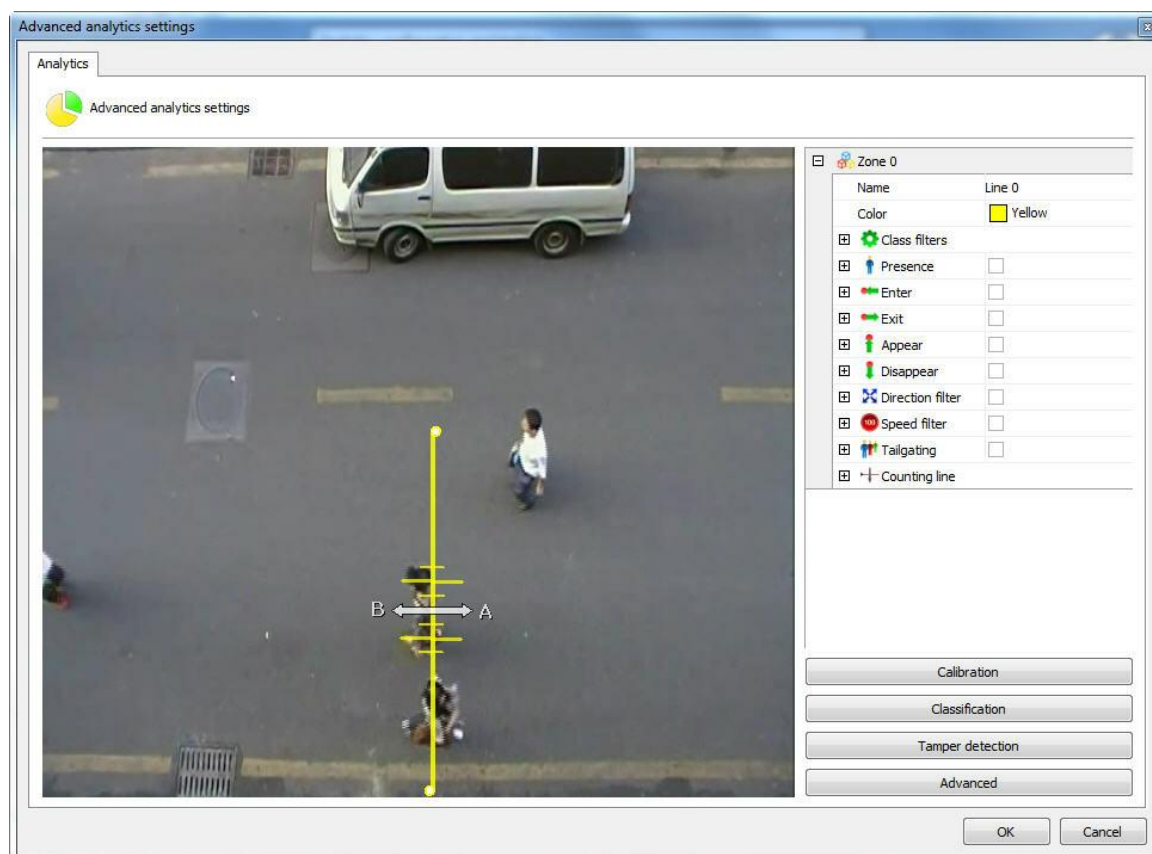 Advanced analytics settings
Analytics
Advanced analytics settings
B A
Zone 0
Name Line 0
Color Yellow
Class filters
Presence
Enter
Exit
Appear
Disappear
Direction filter
100 Speed filter
Tailgating
Counting line
Calibration
Classification
Tamper detection
Advanced
OK Cancel